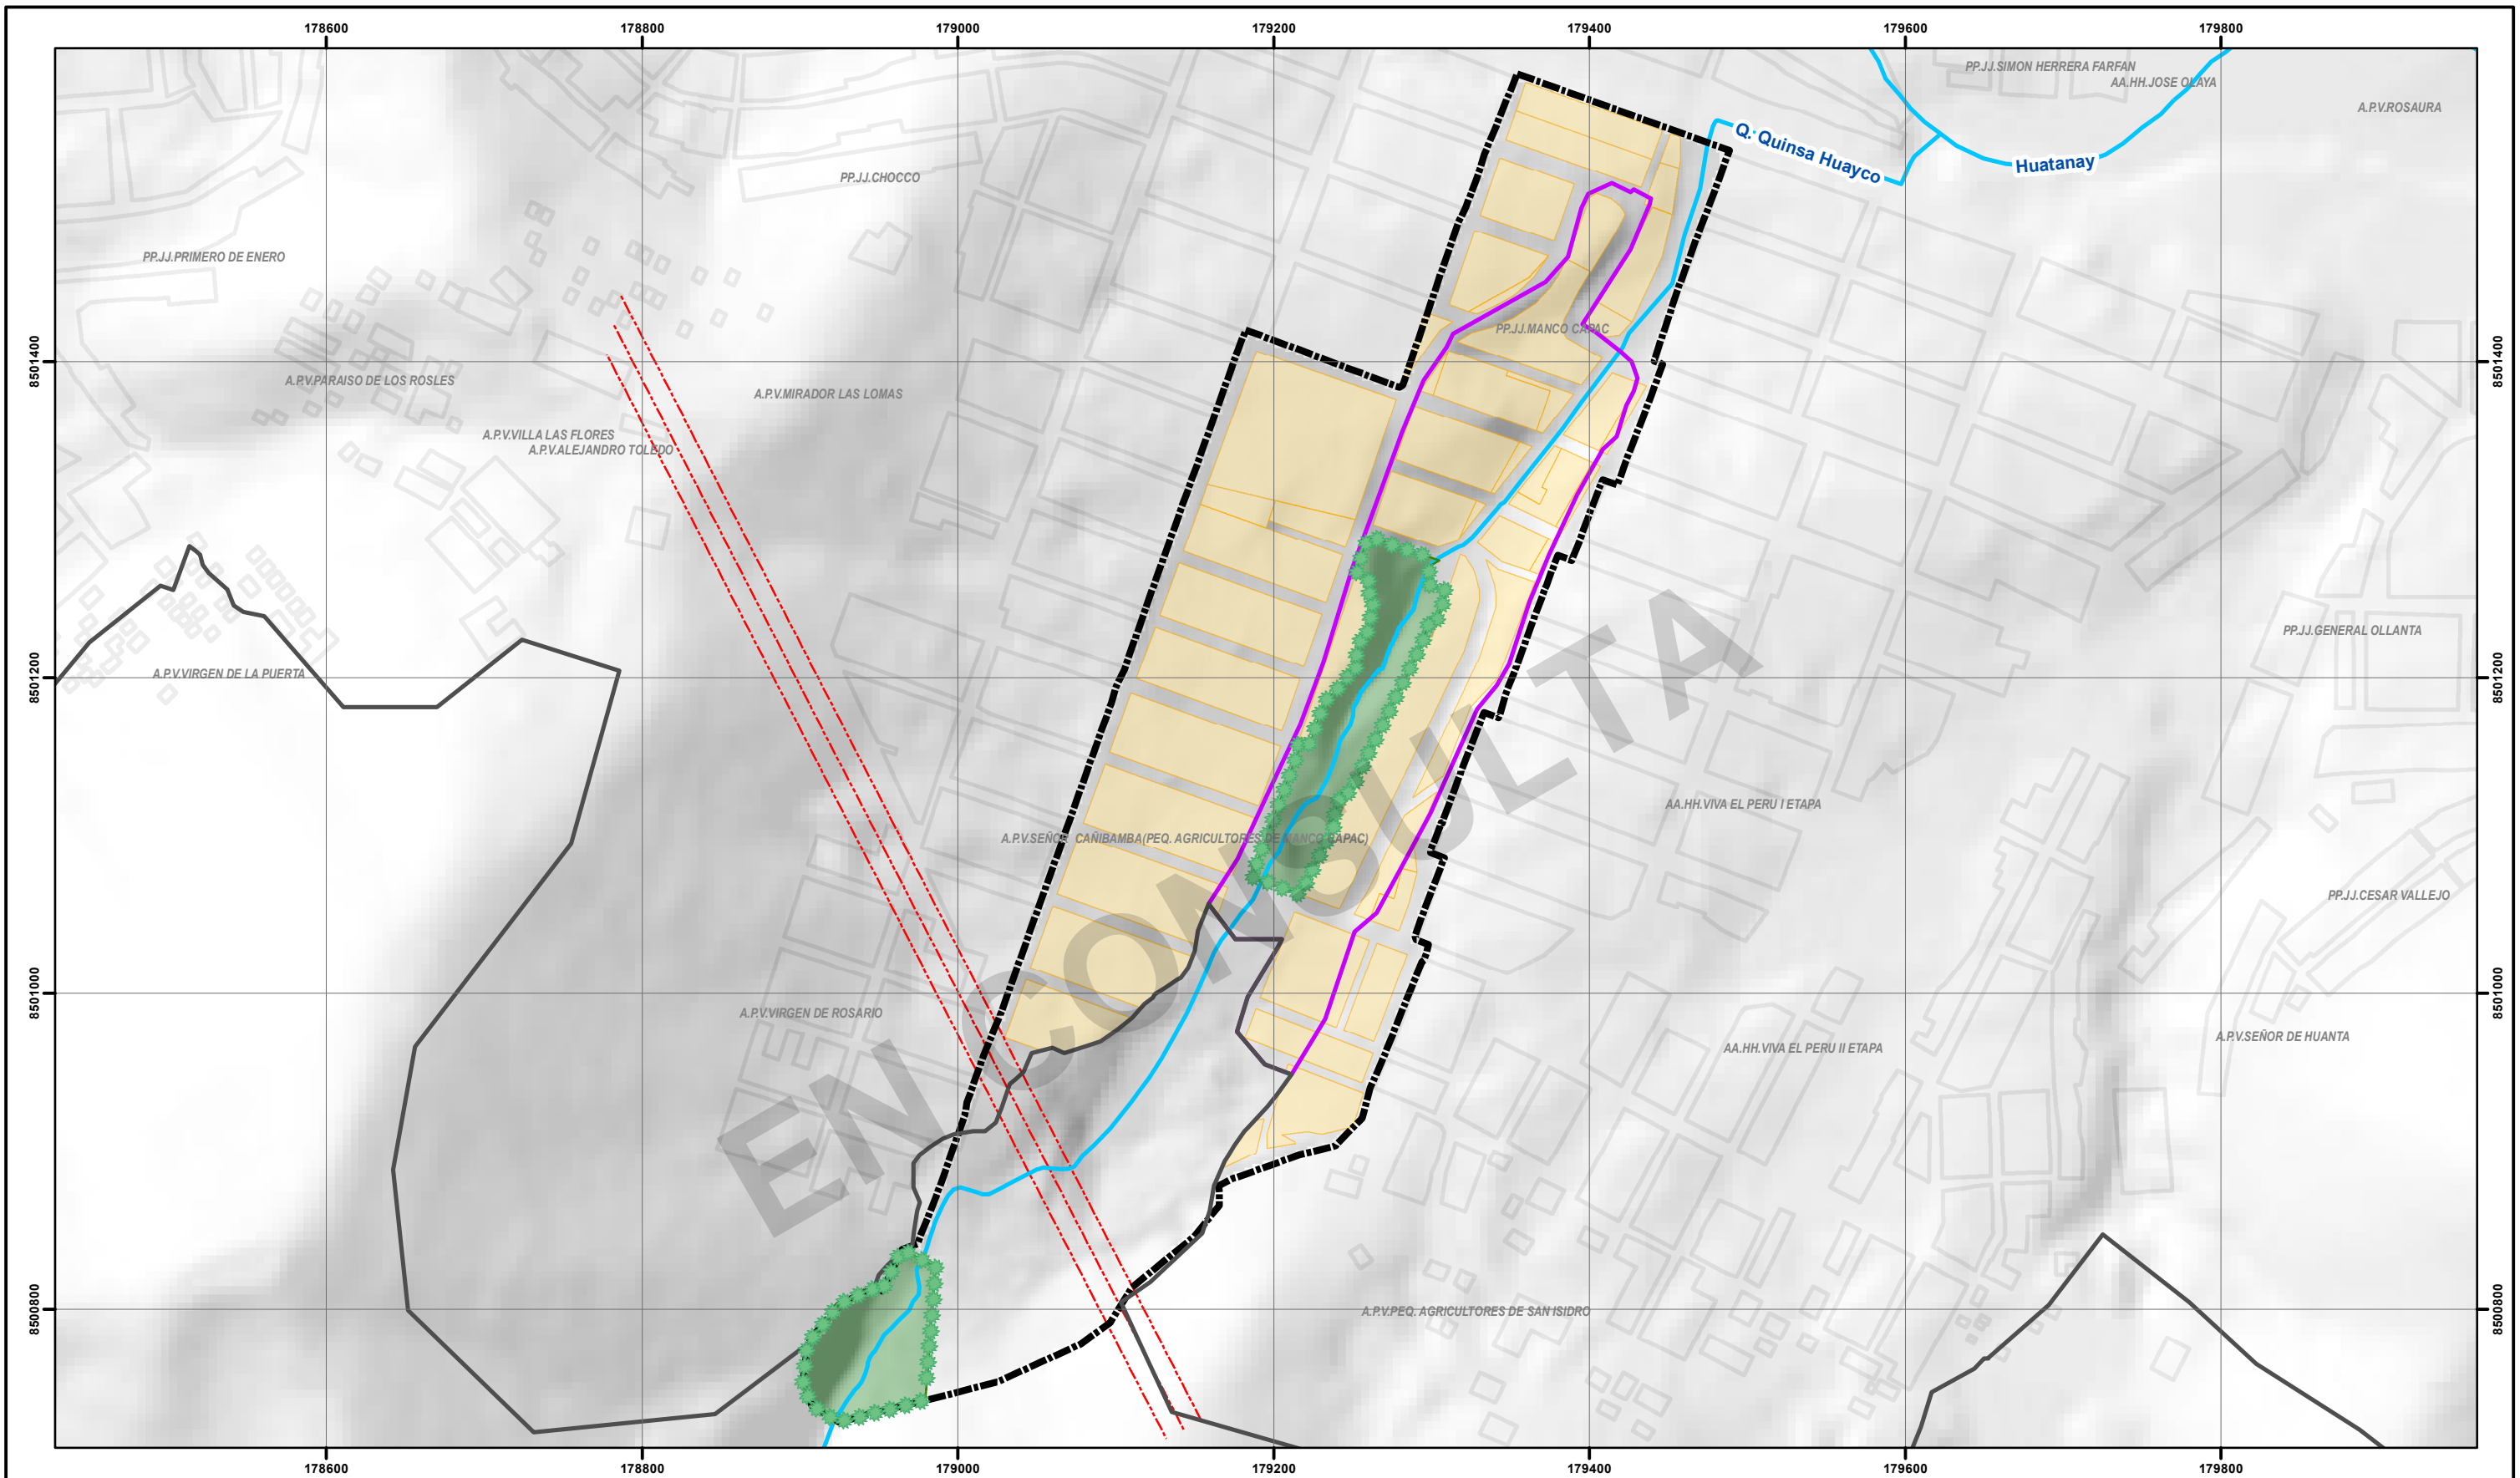 178600 178800 179000 179200 179400 179600 179800
PP.JJ.SIMON HERRERA FARFAN
AA.HH.JOSE OLAYA
A.P.V.ROSAURA
Q. Quinsa Huayco
Huatanay
PP.JJ.CHOCCO
PP.JJ.PRIMERO DE ENERO
PP.JJ.MANCO CAPAC
8501400 8501400
A.P.V.PARAISO DE LOS ROSLES
A.P.V.MIRADOR LAS LOMAS
A.P.V.VILLA LAS FLORES
A.P.V.ALEJANDRO TOLEDO
PP.JJ.GENERAL OLLANTA
A.P.V.VIRGEN DE LA PUERTA
8501200 8501200
EN CONSULTA
AA.HH.VIVA EL PERU I ETAPA
A.P.V.SEÑOR CAÑIBAMBA(PEQ. AGRICULTORES DE MANCO CAPAC)
PP.JJ.CESAR VALLEJO
8501000 8501000
A.P.V.VIRGEN DE ROSARIO
A.P.V.SEÑOR DE HUANTA
AA.HH.VIVA EL PERU II ETAPA
8500800 8500800
A.P.V.PEQ. AGRICULTORES DE SAN ISIDRO
178600 178800 179000 179200 179400 179600 179800